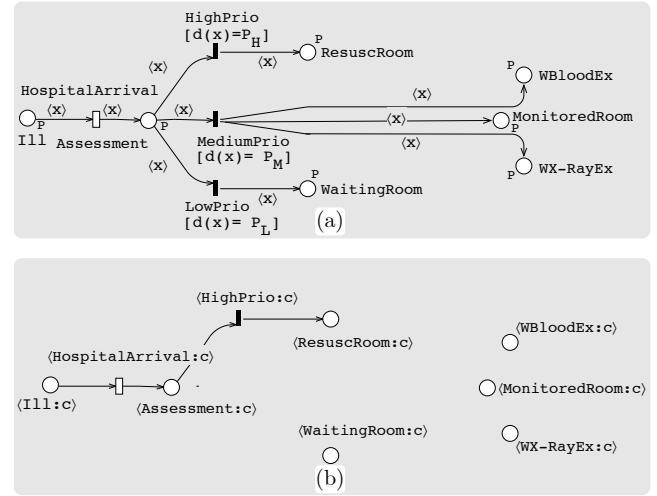 HighPrio
[d(x)=P_H]
P
⟨x⟩
⟨x⟩
ResuscRoom
P
⟨x⟩
WBloodEx
HospitalArrival
⟨x⟩
⟨x⟩
⟨x⟩
⟨x⟩
MonitoredRoom
P
P
P
Ill
Assessment
MediumPrio
⟨x⟩
⟨x⟩
[d(x)= P_M]
P
WX-RayEx
P
⟨x⟩
WaitingRoom
LowPrio
[d(x)= P_L]
(a)
⟨HighPrio:c⟩
⟨ResuscRoom:c⟩
⟨WBloodEx:c⟩
⟨HospitalArrival:c⟩
⟨MonitoredRoom:c⟩
⟨Ill:c⟩
⟨Assessment:c⟩
⟨WaitingRoom:c⟩
⟨WX-RayEx:c⟩
(b)